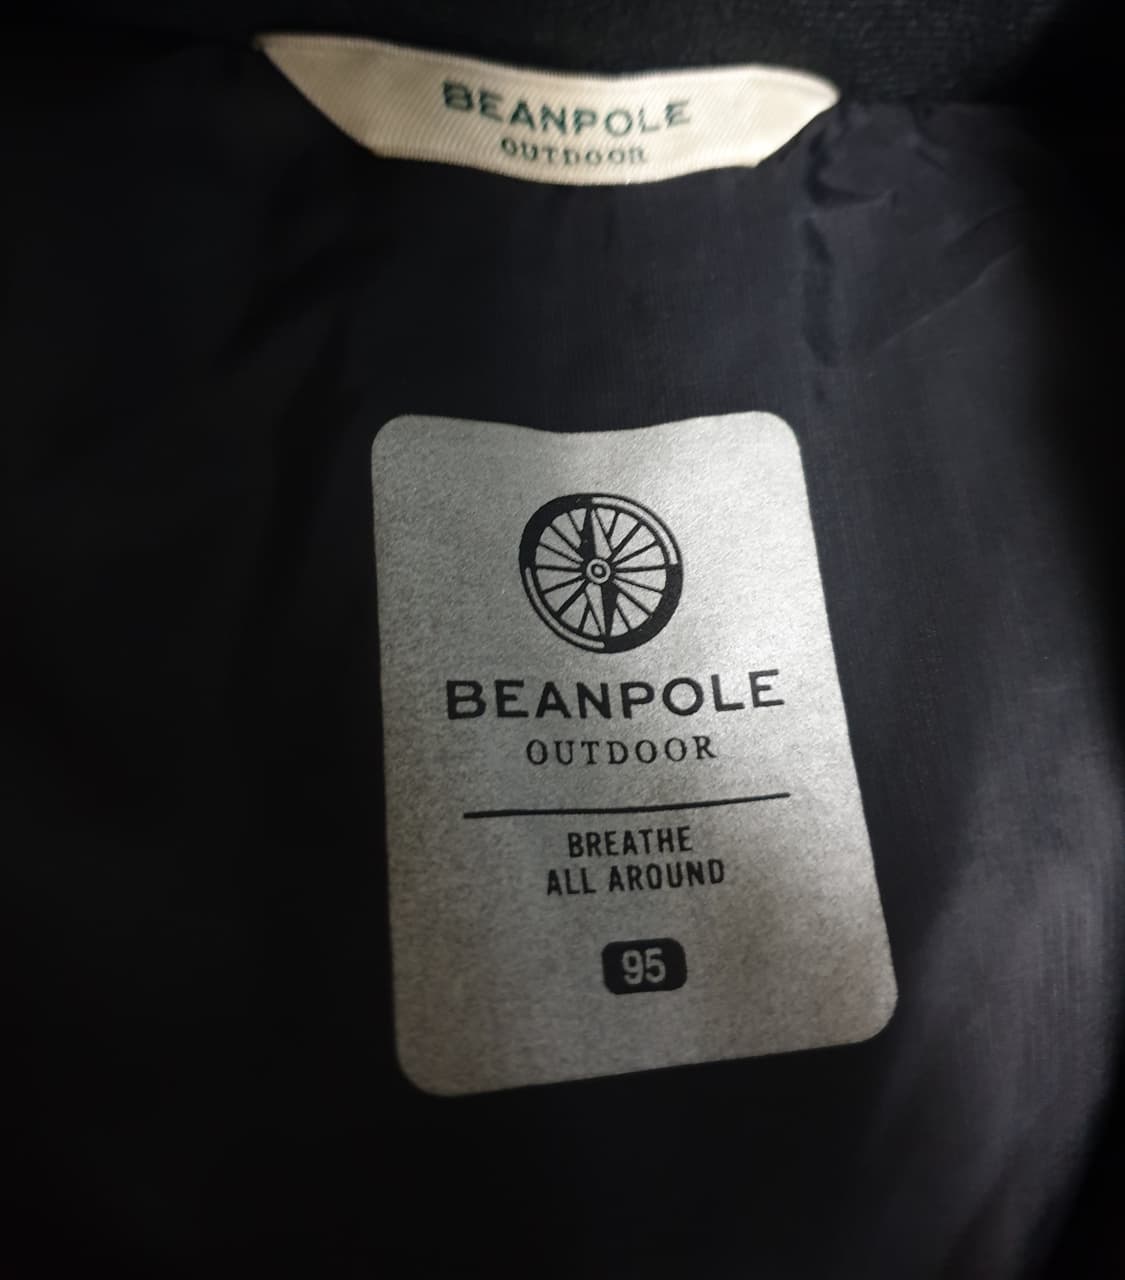 BEANPOLE
OUTDOOR
BEANPOLE
OUTDOOR
BREATHE
ALL AROUND
95